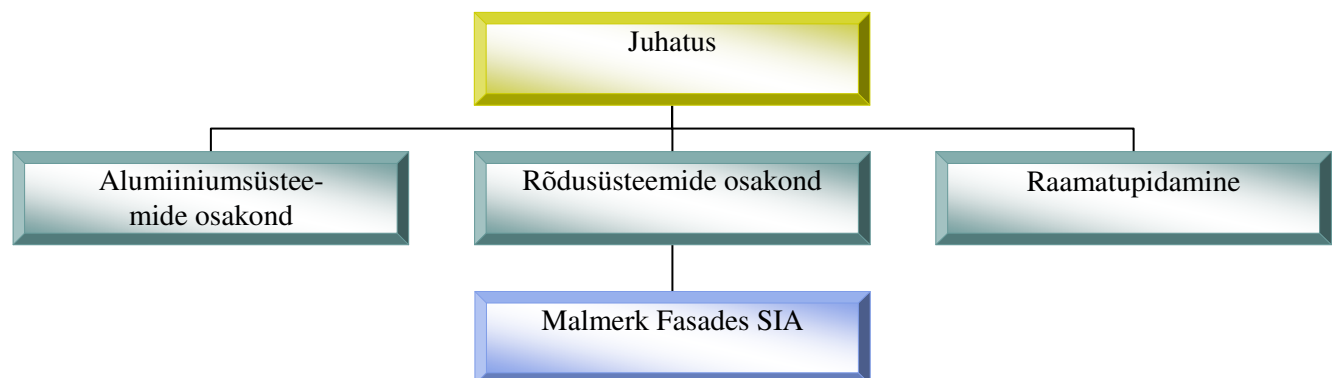 Juhatus
Alumiiniumsüstee-
mide osakond
Rõdusüsteemide osakond
Raamatupidamine
Malmerk Fasades SIA